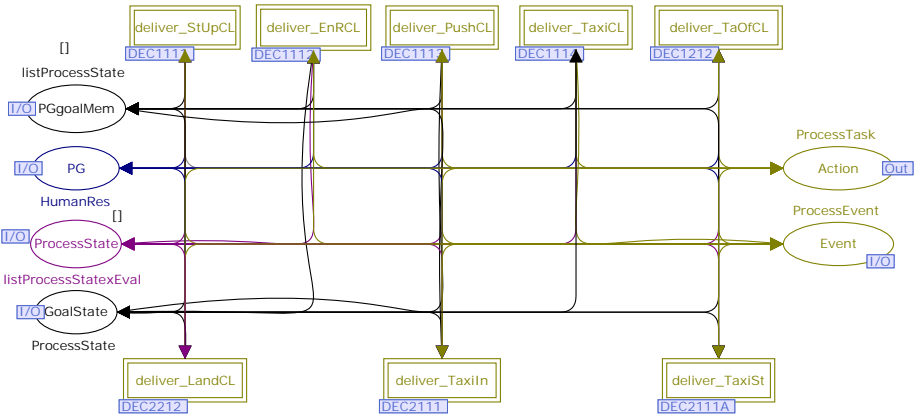 deliver_StUpCL
deliver_EnRCL
deliver_PushCL
deliver_TaxiCL
deliver_TaOfCL
DEC1111
DEC1112
DEC1113
DEC1114
DEC1212
[]
listProcessState
I/O
PGgoalMem
ProcessTask
I/O
PG
Action
Out
HumanRes
[]
ProcessEvent
I/O
ProcessState
Event
I/O
listProcessStatexEval
I/O
GoalState
ProcessState
deliver_LandCL
deliver_TaxiIn
deliver_TaxiSt
DEC2212
DEC2111
DEC2111A